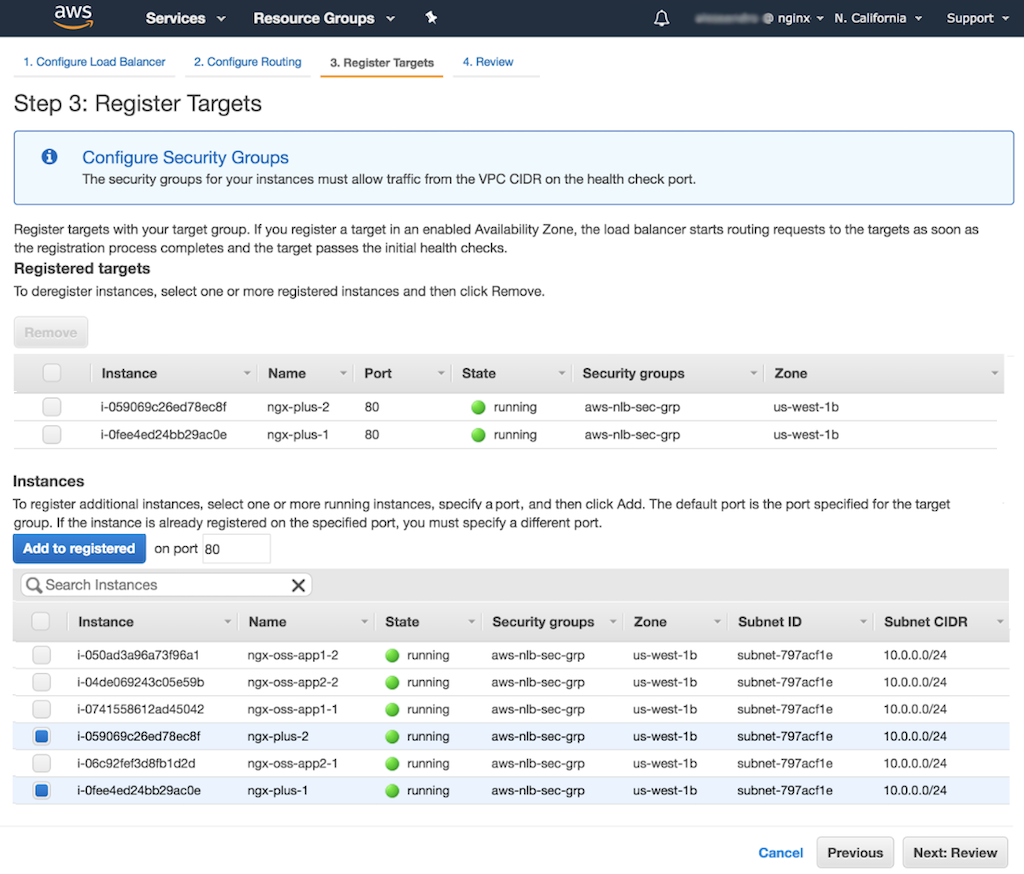 aws Services Resource Groups @ nginx N. California Support
1. Configure Load Balancer 2. Configure Routing 3. Register Targets 4. Review
Step 3: Register Targets
Configure Security Groups
The security groups for your instances must allow traffic from the VPC CIDR on the health check port.
Register targets with your target group. If you register a target in an enabled Availability Zone, the load balancer starts routing requests to the targets as soon as
the registration process completes and the target passes the initial health checks.
Registered targets
To deregister instances, select one or more registered instances and then click Remove.
Remove
Instance Name Port State Security groups Zone
i-059069c26ed78ec8f ngx-plus-2 80 running aws-nlb-sec-grp us-west-1b
i-0fee4ed24bb29ac0e ngx-plus-1 80 running aws-nlb-sec-grp us-west-1b
Instances
To register additional instances, select one or more running instances, specify a port, and then click Add. The default port is the port specified for the target
group. If the instance is already registered on the specified port, you must specify a different port.
Add to registered on port 80
Search Instances
Instance Name State Security groups Zone Subnet ID Subnet CIDR
i-050ad3a96a73f96a1 ngx-oss-app1-2 running aws-nlb-sec-grp us-west-1b subnet-797acf1e 10.0.0.0/24
i-04de069243c05e59b ngx-oss-app2-2 running aws-nlb-sec-grp us-west-1b subnet-797acf1e 10.0.0.0/24
i-0741558612ad45042 ngx-oss-app1-1 running aws-nlb-sec-grp us-west-1b subnet-797acf1e 10.0.0.0/24
i-059069c26ed78ec8f ngx-plus-2 running aws-nlb-sec-grp us-west-1b subnet-797acf1e 10.0.0.0/24
i-06c92fef3d8fb1d2d ngx-oss-app2-1 running aws-nlb-sec-grp us-west-1b subnet-797acf1e 10.0.0.0/24
i-0fee4ed24bb29ac0e ngx-plus-1 running aws-nlb-sec-grp us-west-1b subnet-797acf1e 10.0.0.0/24
Cancel Previous Next: Review